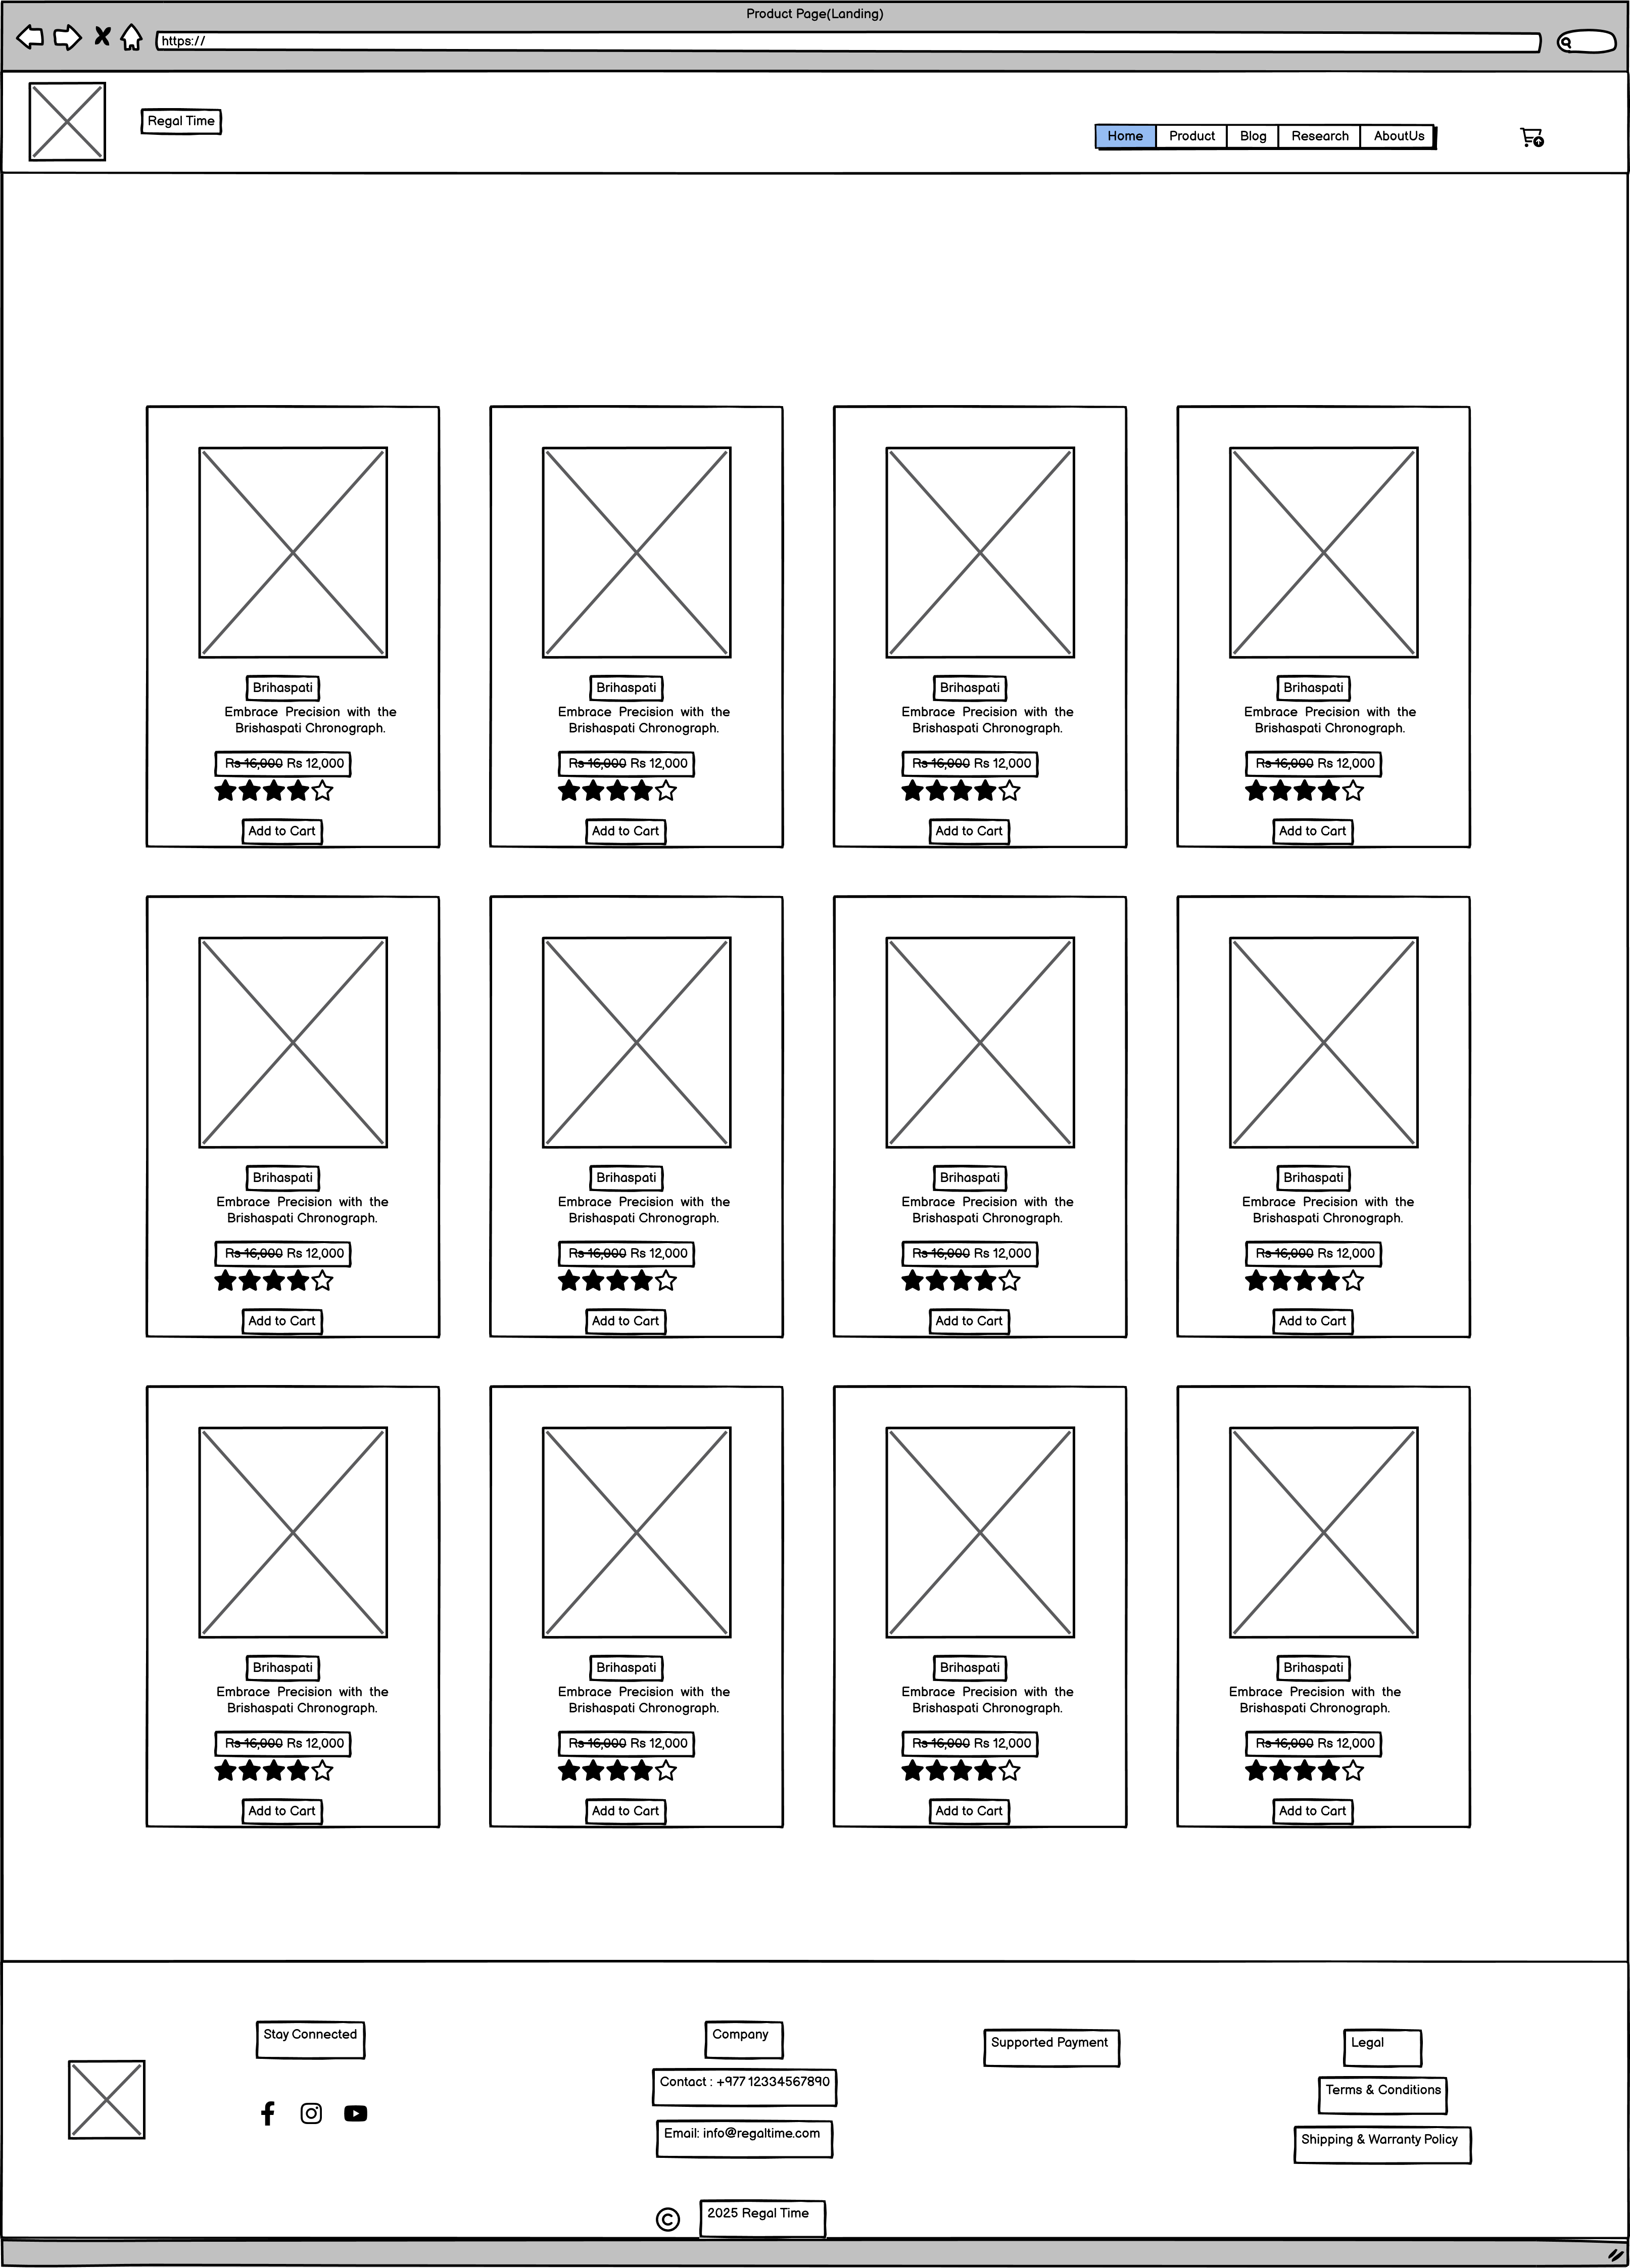 Product Page(Landing)
https://
Regal Time
Home Product Blog Research AboutUs
Brihaspati Brihaspati Brihaspati Brihaspati
Embrace Precision with the Embrace Precision with the Embrace Precision with the Embrace Precision with the
Brishaspati Chronograph. Brishaspati Chronograph. Brishaspati Chronograph. Brishaspati Chronograph.
Rs 16,000 Rs 12,000 Rs 16,000 Rs 12,000 Rs 16,000 Rs 12,000 Rs 16,000 Rs 12,000
Add to Cart Add to Cart Add to Cart Add to Cart
Brihaspati Brihaspati Brihaspati Brihaspati
Embrace Precision with the Embrace Precision with the Embrace Precision with the Embrace Precision with the
Brishaspati Chronograph. Brishaspati Chronograph. Brishaspati Chronograph. Brishaspati Chronograph.
Rs 16,000 Rs 12,000 Rs 16,000 Rs 12,000 Rs 16,000 Rs 12,000 Rs 16,000 Rs 12,000
Add to Cart Add to Cart Add to Cart Add to Cart
Brihaspati Brihaspati Brihaspati Brihaspati
Embrace Precision with the Embrace Precision with the Embrace Precision with the Embrace Precision with the
Brishaspati Chronograph. Brishaspati Chronograph. Brishaspati Chronograph. Brishaspati Chronograph.
Rs 16,000 Rs 12,000 Rs 16,000 Rs 12,000 Rs 16,000 Rs 12,000 Rs 16,000 Rs 12,000
Add to Cart Add to Cart Add to Cart Add to Cart
Stay Connected
Company
Contact : +977 12334567890
Email: info@regaltime.com
Supported Payment
Legal
Terms & Conditions
Shipping & Warranty Policy
© 2025 Regal Time